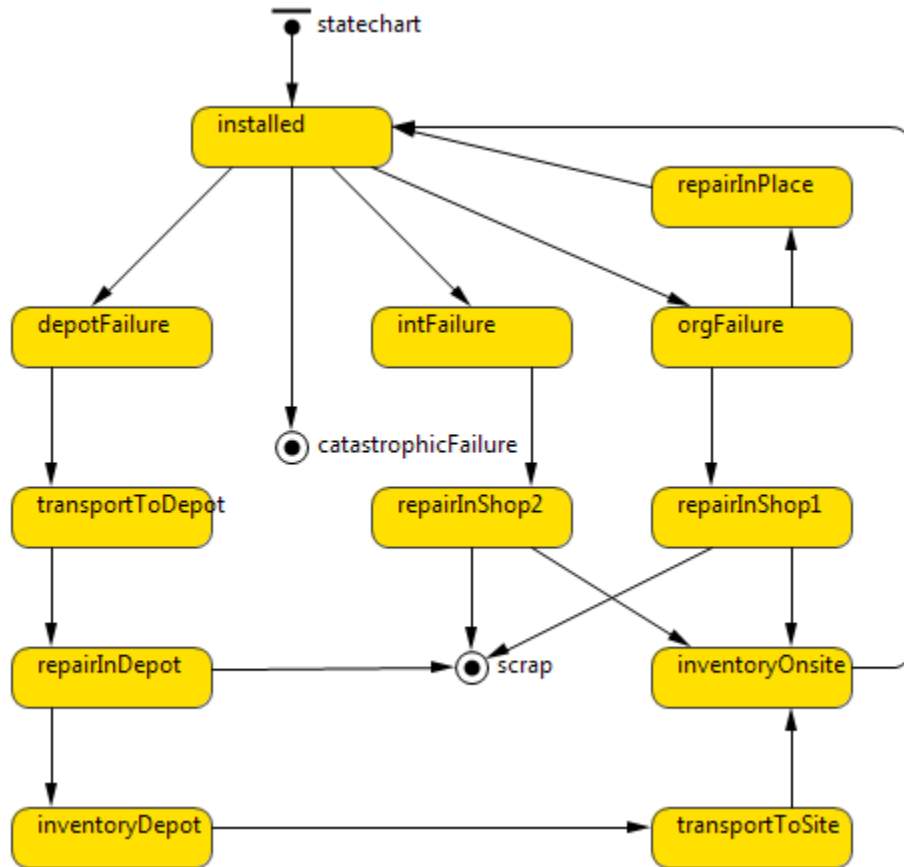 statechart
installed
repairInPlace
depotFailure
intFailure
orgFailure
catastrophicFailure
transportToDepot
repairInShop2
repairInShop1
repairInDepot
scrap
inventoryOnsite
inventoryDepot
transportToSite